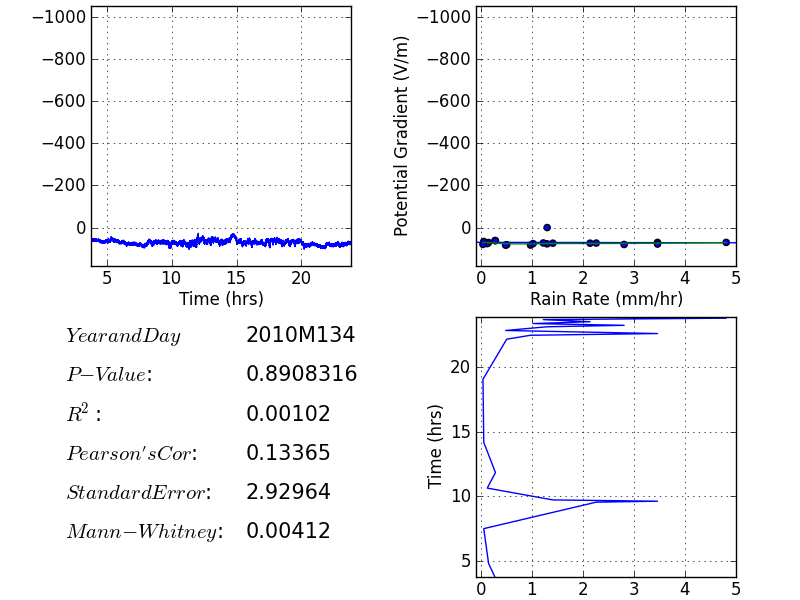 −1000
−800
−600
−400
−200
0
5 10 15 20
Time (hrs)
Potential Gradient (V/m)
−1000
−800
−600
−400
−200
0
0 1 2 3 4 5
Rain Rate (mm/hr)
YearandDay 2010M134
P−Value: 0.8908316
R²: 0.00102
Pearson'sCor: 0.13365
StandardError: 2.92964
Mann−Whitney: 0.00412
Time (hrs)
20
15
10
5
0 1 2 3 4 5